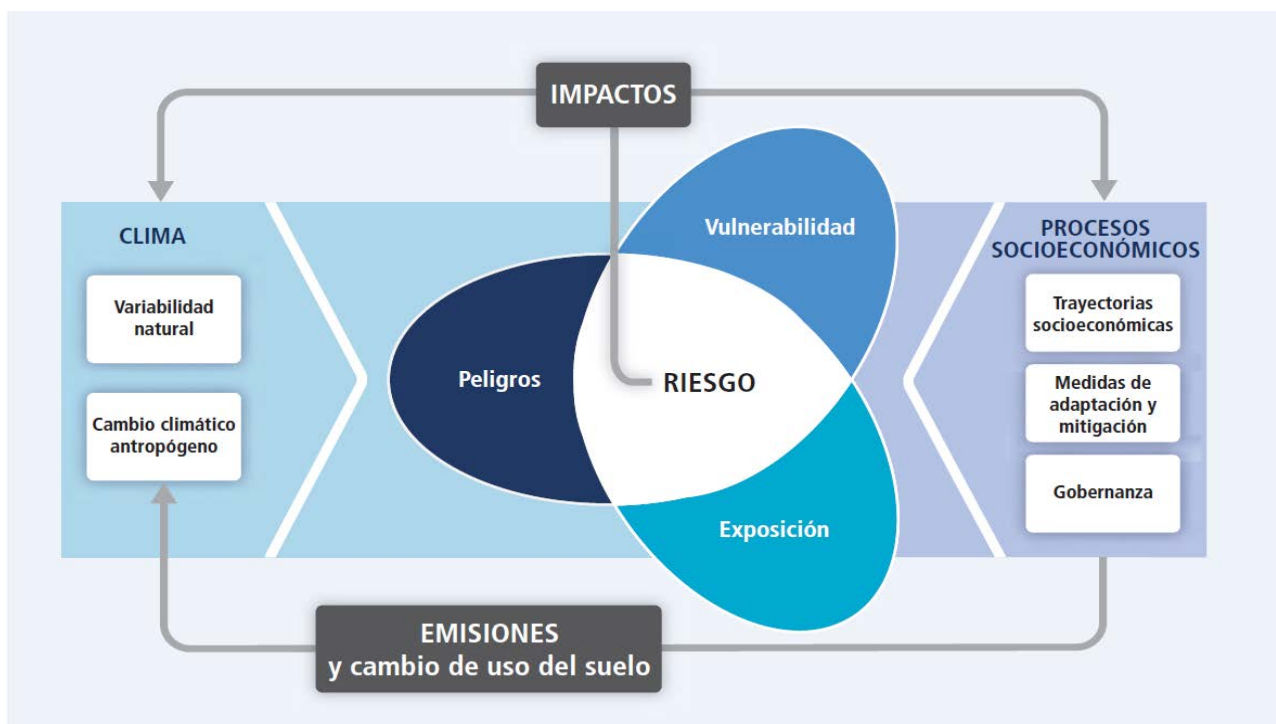 IMPACTOS
CLIMA
Variabilidad
natural
Cambio climático
antropógeno
Vulnerabilidad
Peligros
RIESGO
Exposición
PROCESOS
SOCIOECONÓMICOS
Trayectorias
socioeconómicas
Medidas de
adaptación y
mitigación
Gobernanza
EMISIONES
y cambio de uso del suelo